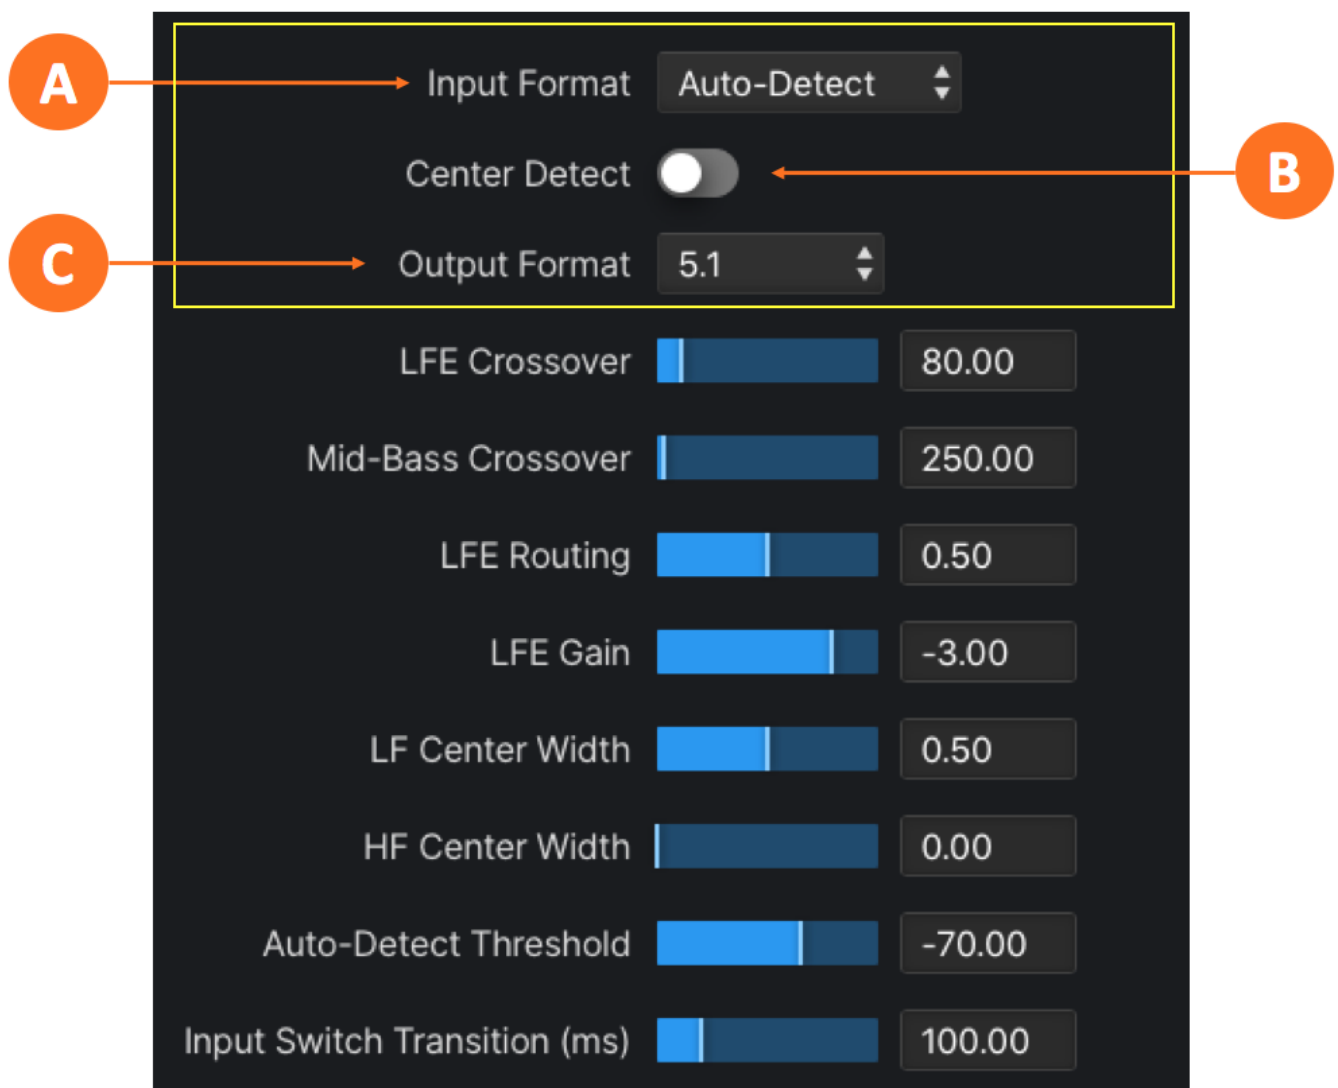 A
Input Format Auto-Detect
Center Detect
B
C
Output Format 5.1
LFE Crossover 80.00
Mid-Bass Crossover 250.00
LFE Routing 0.50
LFE Gain -3.00
LF Center Width 0.50
HF Center Width 0.00
Auto-Detect Threshold -70.00
Input Switch Transition (ms) 100.00